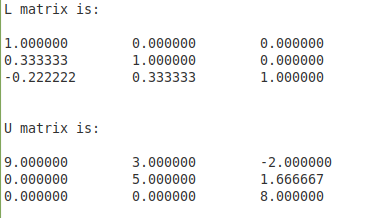 L matrix is:
1.000000 0.000000 0.000000
0.333333 1.000000 0.000000
-0.222222 0.333333 1.000000
U matrix is:
9.000000 3.000000 -2.000000
0.000000 5.000000 1.666667
0.000000 0.000000 8.000000